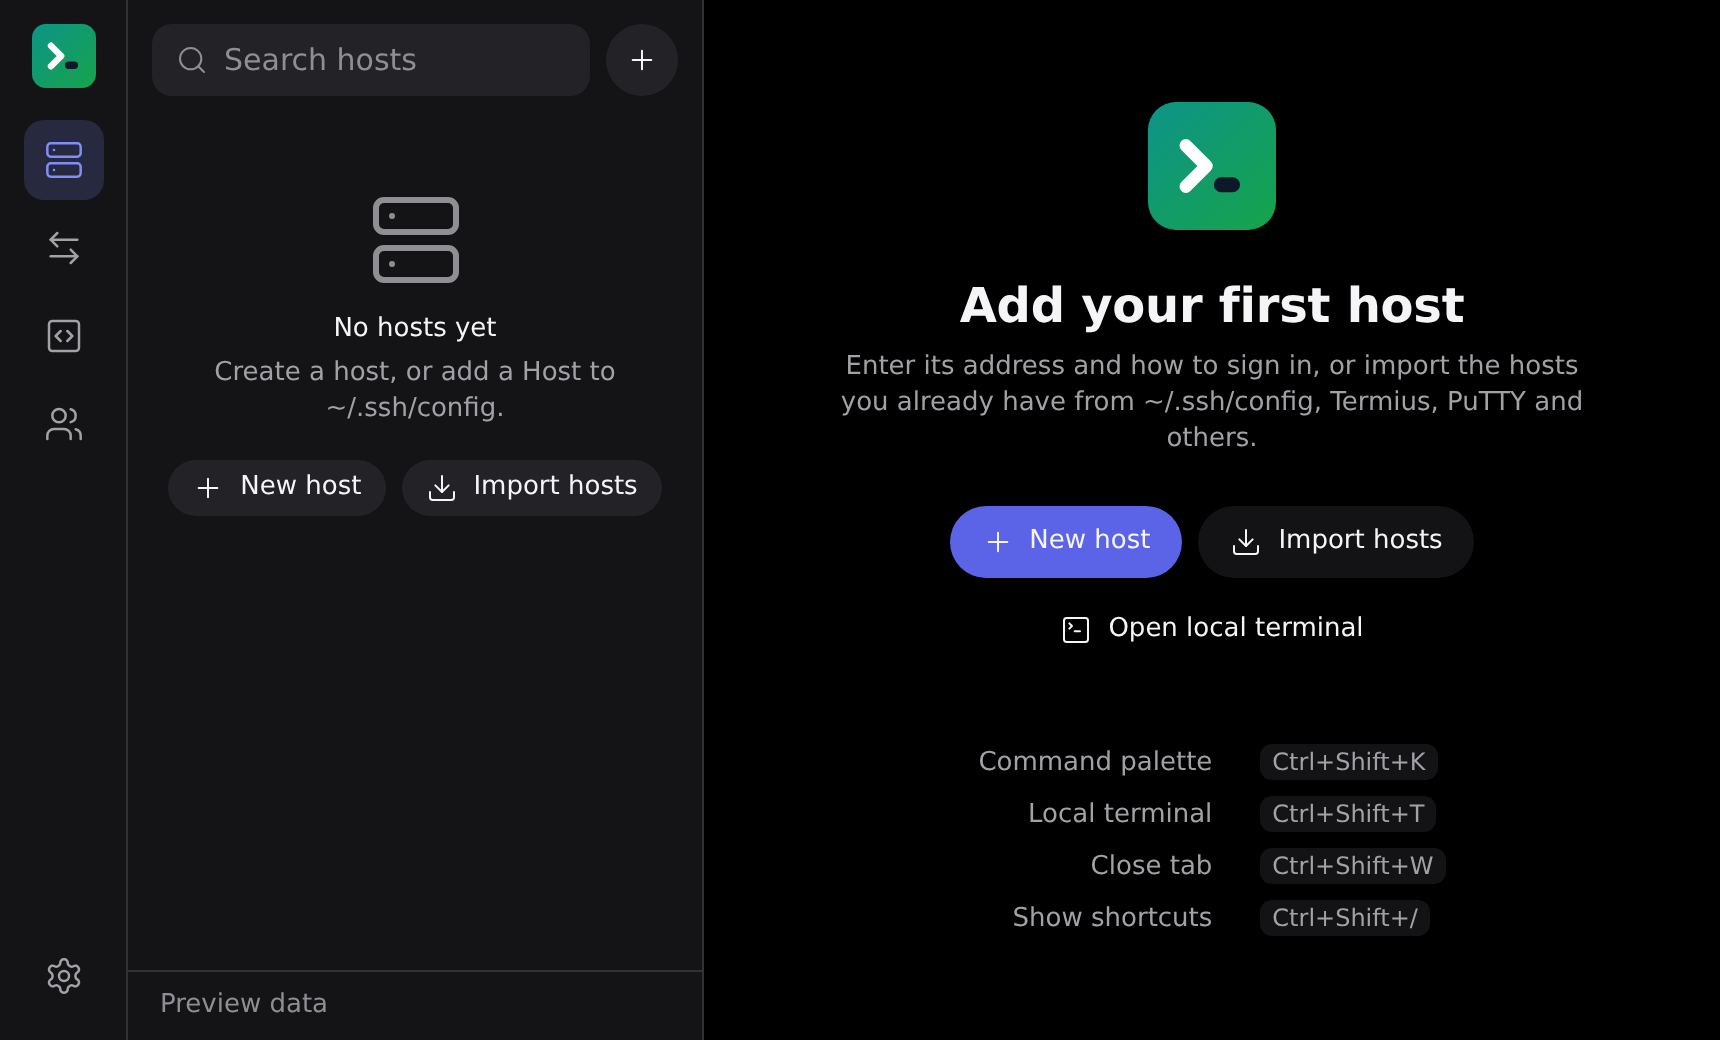 Search hosts
No hosts yet
Create a host, or add a Host to
~/.ssh/config.
New host
Import hosts
Preview data
Add your first host
Enter its address and how to sign in, or import the hosts
you already have from ~/.ssh/config, Termius, PuTTY and
others.
New host
Import hosts
Open local terminal
Command palette Ctrl+Shift+K
Local terminal Ctrl+Shift+T
Close tab Ctrl+Shift+W
Show shortcuts Ctrl+Shift+/